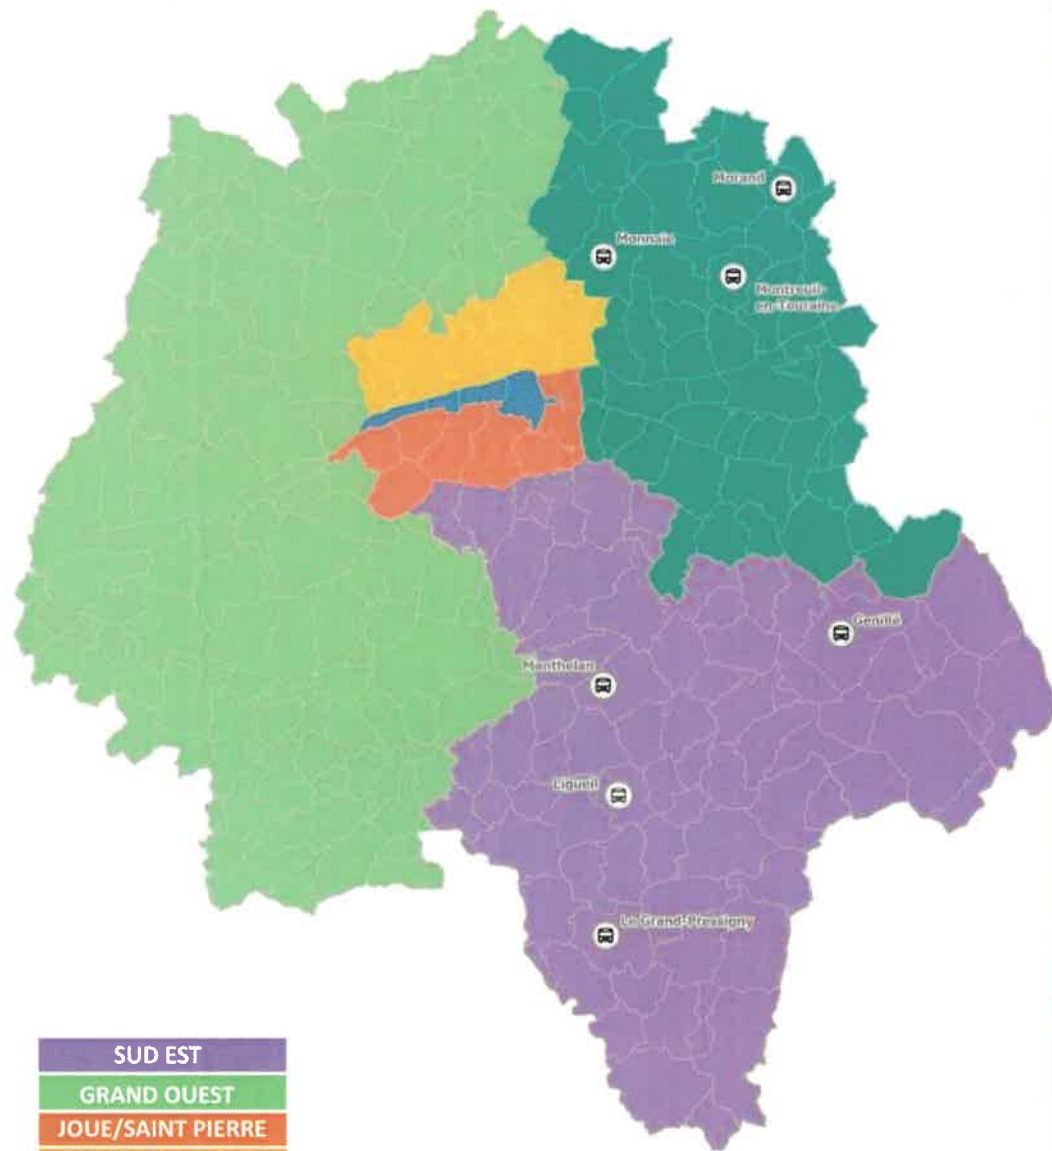 Morand
Monnaie
Montreuil-
en-Touraine
Genillé
Manthelan
Ligueil
Le Grand-Pressigny
SUD EST
GRAND OUEST
JOUE/SAINT PIERRE